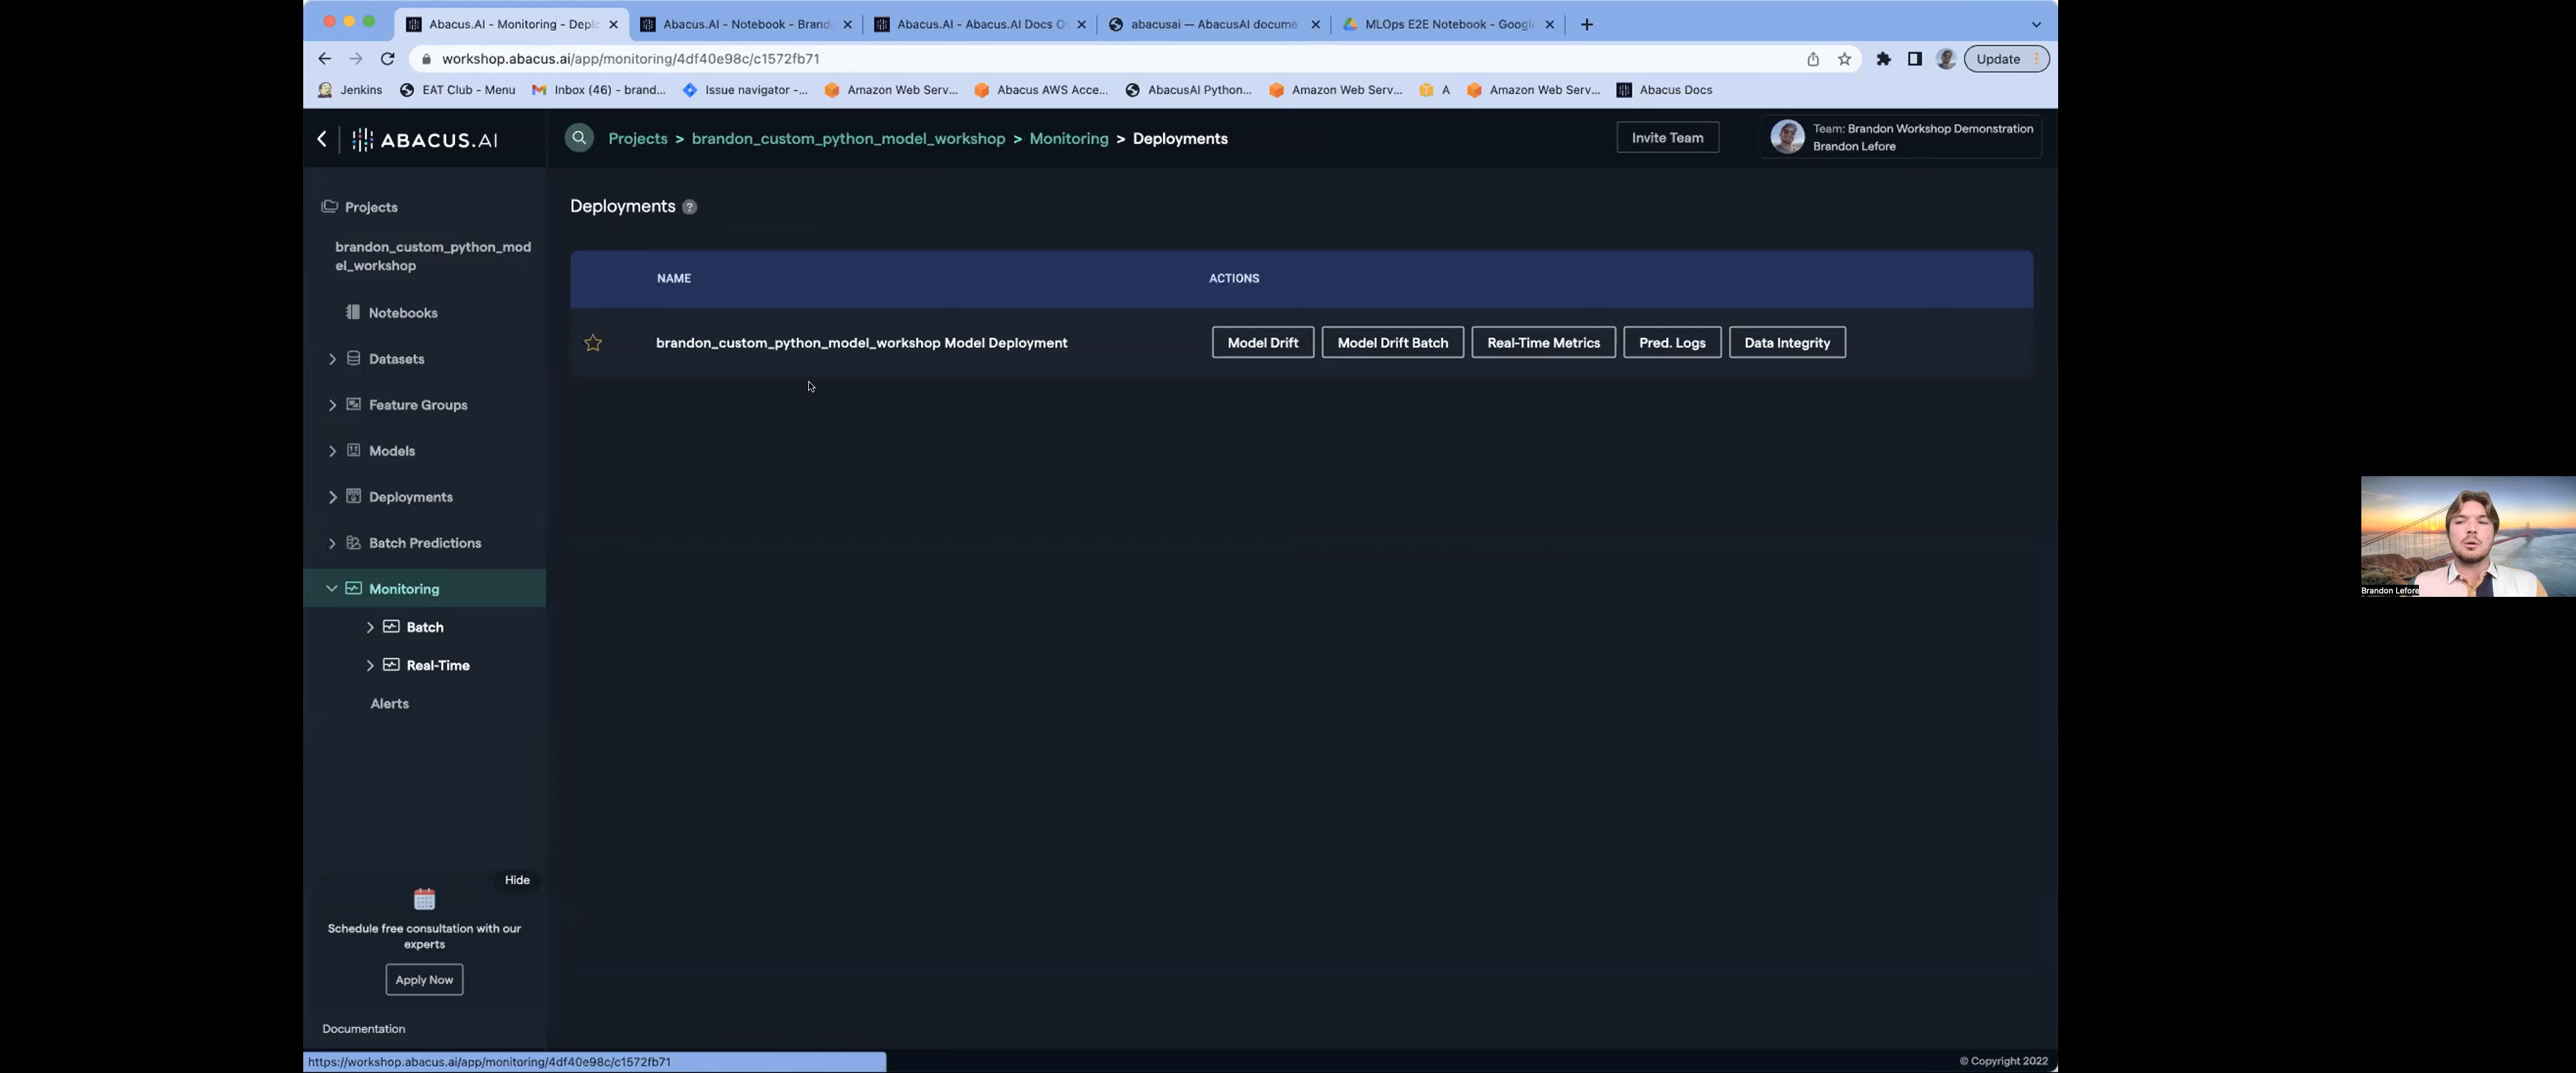 Abacus.AI - Monitoring - Deplo
Abacus.AI - Notebook - Brand
Abacus.AI - Abacus.AI Docs O
abacusai — AbacusAI docume
MLOps E2E Notebook - Googl
workshop.abacus.ai/app/monitoring/4df40e98c/c1572fb71
Update
Jenkins
EAT Club - Menu
Inbox (46) - brand...
Issue navigator -...
Amazon Web Serv...
Abacus AWS Acce...
AbacusAI Python...
Amazon Web Serv...
A
Amazon Web Serv...
Abacus Docs
ABACUS.AI
Projects > brandon_custom_python_model_workshop > Monitoring > Deployments
Invite Team
Team: Brandon Workshop Demonstration
Brandon Lefore
Projects
brandon_custom_python_mod
el_workshop
Notebooks
Datasets
Feature Groups
Models
Deployments
Batch Predictions
Monitoring
Batch
Real-Time
Alerts
Hide
Schedule free consultation with our
experts
Apply Now
Documentation
Deployments ?
NAME
ACTIONS
brandon_custom_python_model_workshop Model Deployment
Model Drift
Model Drift Batch
Real-Time Metrics
Pred. Logs
Data Integrity
https://workshop.abacus.ai/app/monitoring/4df40e98c/c1572fb71
© Copyright 2022
Brandon Lefore